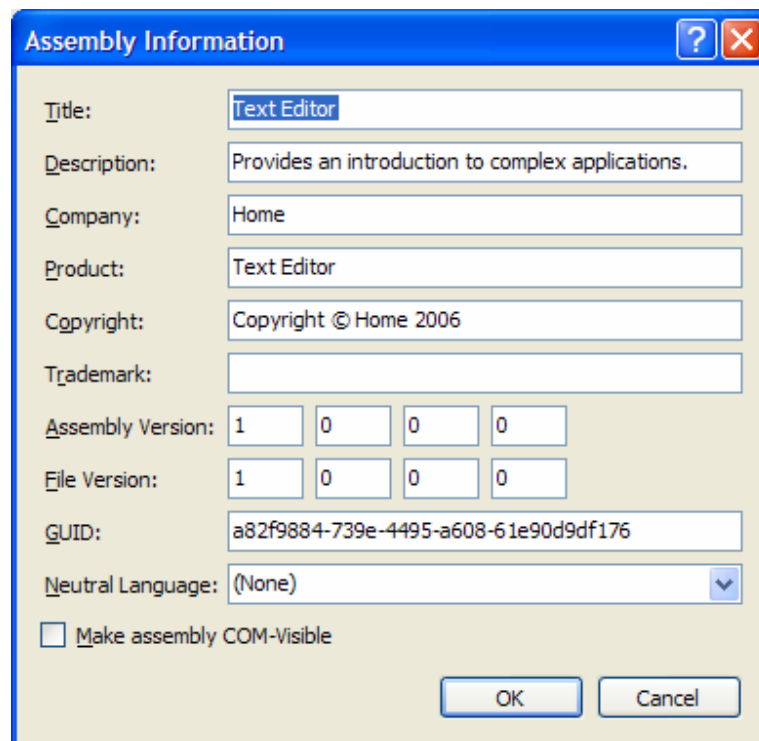 Assembly Information
Title: Text Editor
Description: Provides an introduction to complex applications.
Company: Home
Product: Text Editor
Copyright: Copyright © Home 2006
Trademark:
Assembly Version: 1 0 0 0
File Version: 1 0 0 0
GUID: a82f9884-739e-4495-a608-61e90d9df176
Neutral Language: (None)
Make assembly COM-Visible
OK Cancel